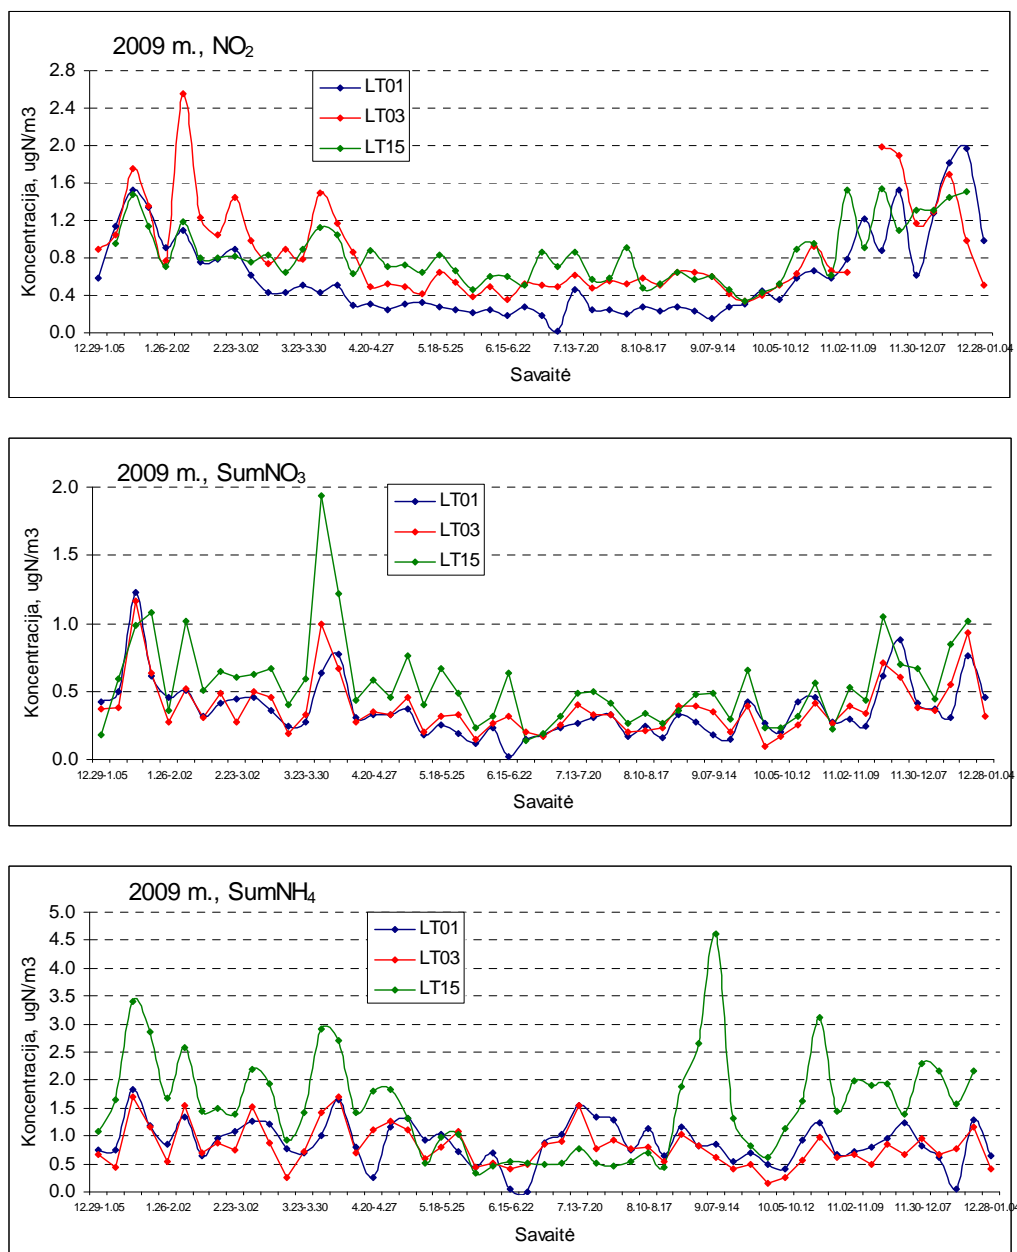 2009 m., NO2
Koncentracija, ugN/m3
2.8
2.4
2.0
1.6
1.2
0.8
0.4
0.0
LT01
LT03
LT15
12.29-1.05 1.26-2.02 2.23-3.02 3.23-3.30 4.20-4.27 5.18-5.25 6.15-6.22 7.13-7.20 8.10-8.17 9.07-9.14 10.05-10.12 11.02-11.09 11.30-12.07 12.28-01.04
Savaitė
2009 m., SumNO3
Koncentracija, ugN/m3
2.0
1.5
1.0
0.5
0.0
LT01
LT03
LT15
12.29-1.05 1.26-2.02 2.23-3.02 3.23-3.30 4.20-4.27 5.18-5.25 6.15-6.22 7.13-7.20 8.10-8.17 9.07-9.14 10.05-10.12 11.02-11.09 11.30-12.07 12.28-01.04
Savaitė
2009 m., SumNH4
Koncentracija, ugN/m3
5.0
4.5
4.0
3.5
3.0
2.5
2.0
1.5
1.0
0.5
0.0
LT01
LT03
LT15
12.29-1.05 1.26-2.02 2.23-3.02 3.23-3.30 4.20-4.27 5.18-5.25 6.15-6.22 7.13-7.20 8.10-8.17 9.07-9.14 10.05-10.12 11.02-11.09 11.30-12.07 12.28-01.04
Savaitė